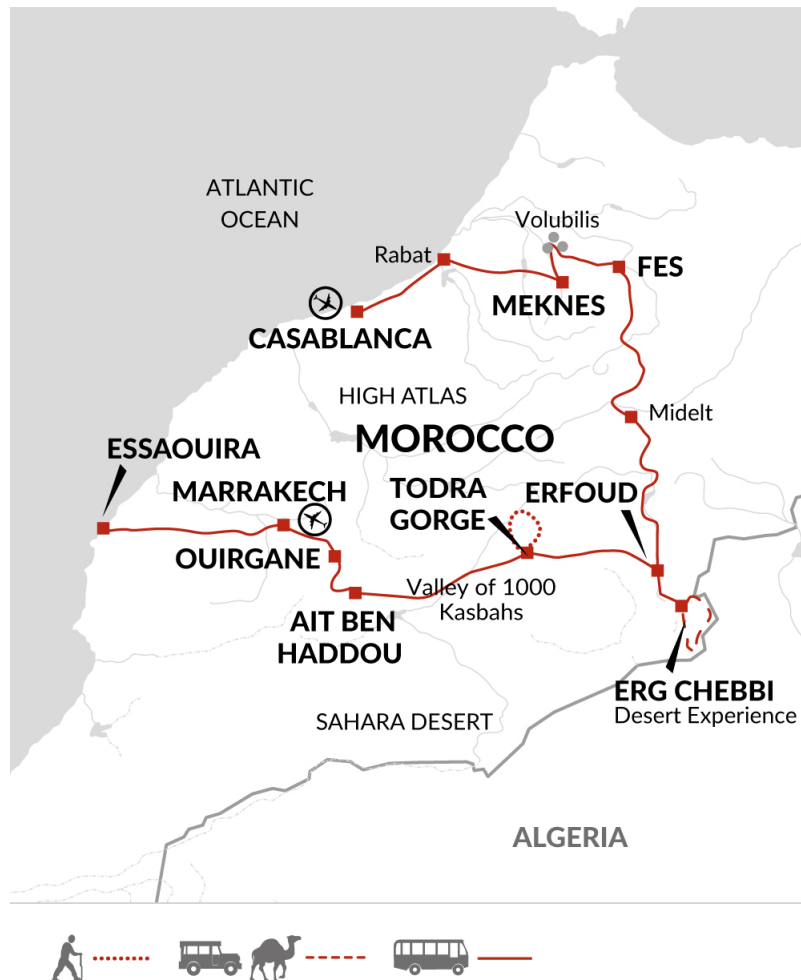 ATLANTIC
OCEAN
Volubilis
Rabat
FES
MEKNES
CASABLANCA
HIGH ATLAS
Midelt
MOROCCO
ESSAOUIRA
MARRAKECH
TODRA
GORGE
ERFOUD
OUIRGANE
Valley of 1000
Kasbahs
AIT BEN
HADDOU
ERG CHEBBI
Desert Experience
SAHARA DESERT
ALGERIA